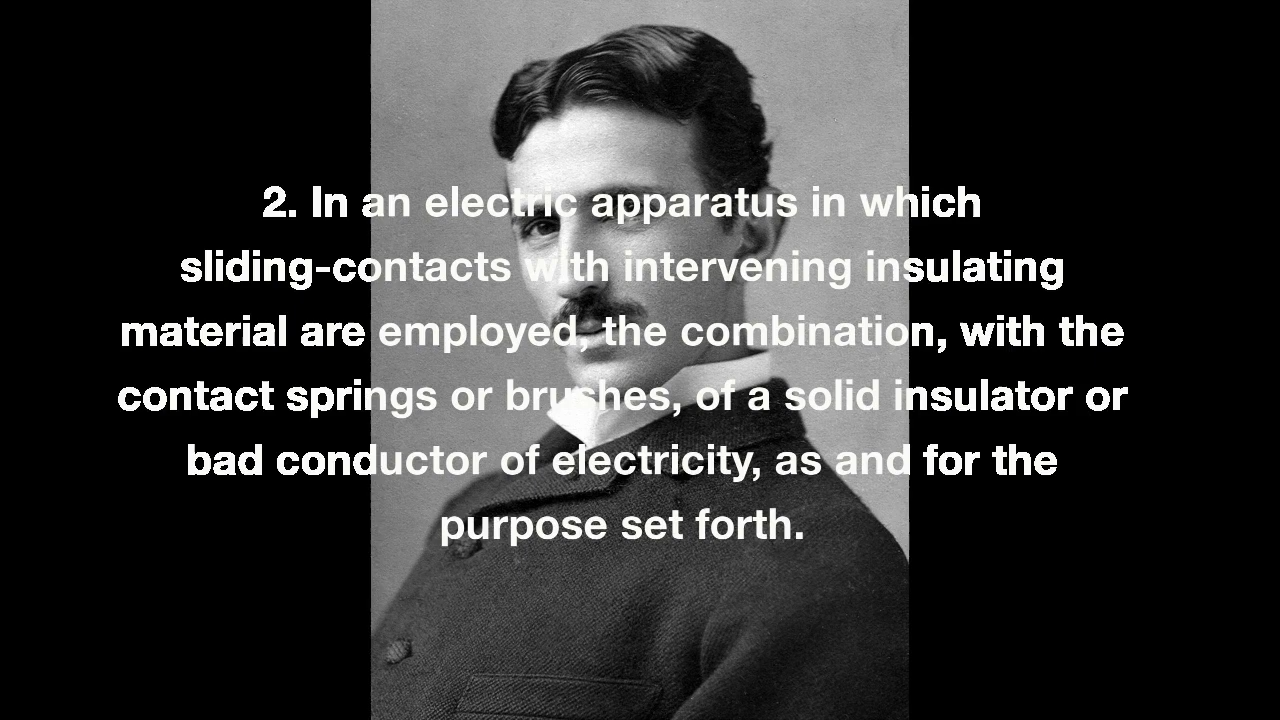 2. In an electric apparatus in which
sliding-contacts with intervening insulating
material are employed, the combination, with the
contact springs or brushes, of a solid insulator or
bad conductor of electricity, as and for the
purpose set forth.